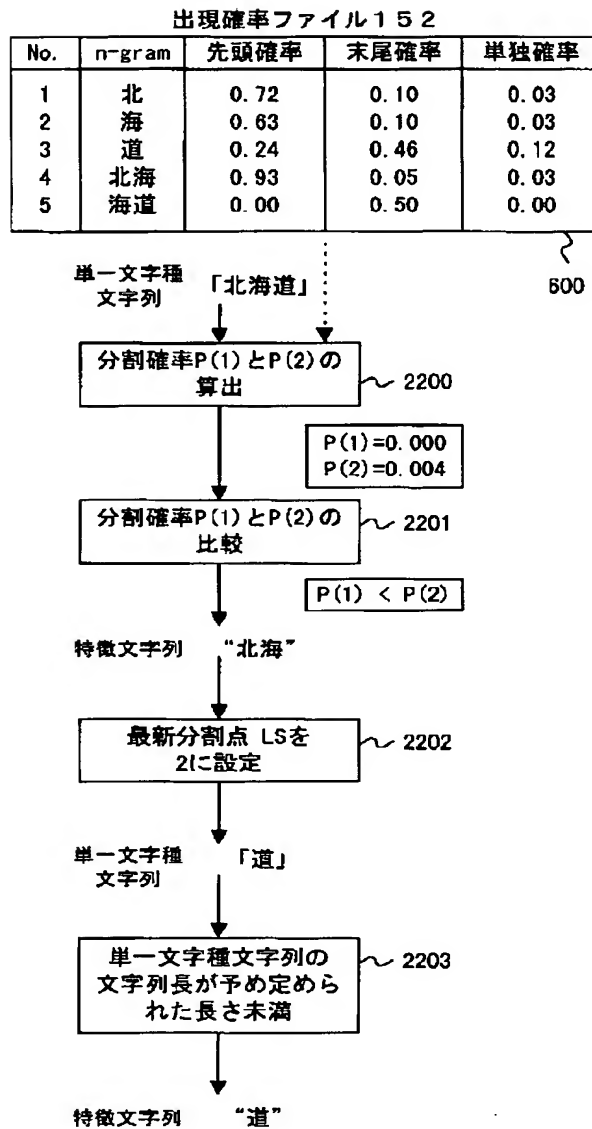 出現確率ファイル152
No. n-gram 先頭確率 末尾確率 単独確率
1 北 0.72 0.10 0.03
2 海 0.63 0.10 0.03
3 道 0.24 0.46 0.12
4 北海 0.93 0.05 0.03
5 海道 0.00 0.50 0.00
600
単一文字種
文字列
「北海道」
分割確率P(1)とP(2)の
算出
2200
P(1)=0.000
P(2)=0.004
分割確率P(1)とP(2)の
比較
2201
P(1) < P(2)
特徴文字列 “北海”
最新分割点 LSを
2に設定
2202
単一文字種
文字列
「道」
単一文字種文字列の
文字列長が予め定めら
れた長さ未満
2203
特徴文字列 “道”